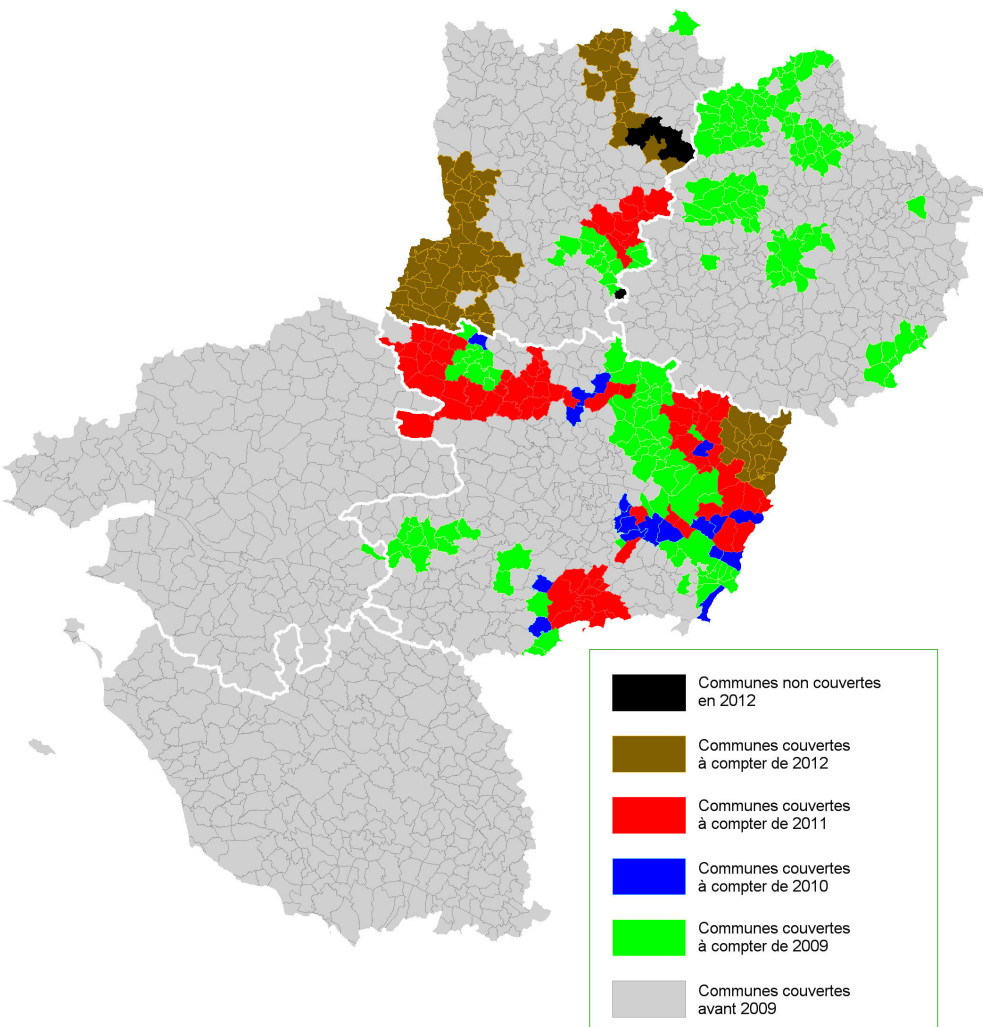 Communes non couvertes
en 2012
Communes couvertes
à compter de 2012
Communes couvertes
à compter de 2011
Communes couvertes
à compter de 2010
Communes couvertes
à compter de 2009
Communes couvertes
avant 2009